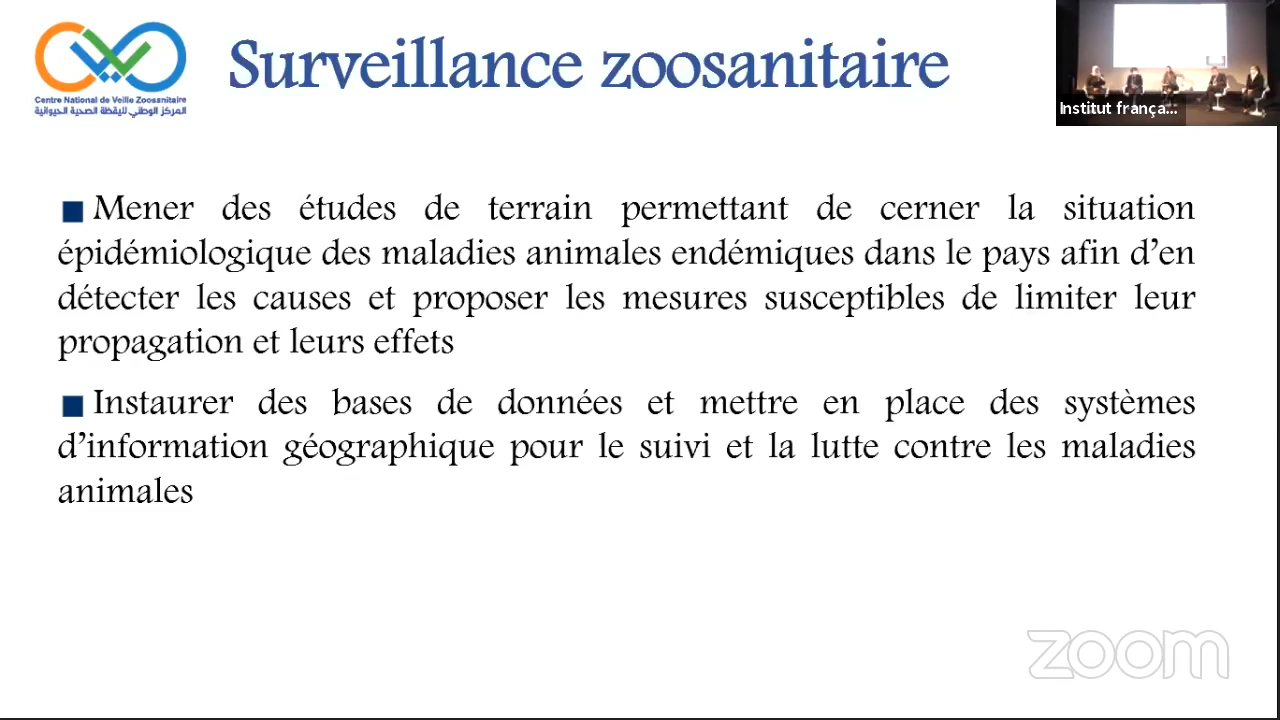 Surveillance zoosanitaire
Centre National de Veille Zoosanitaire
المركز الوطني لليقظة الصحية الحيوانية
Institut frança...
■ Mener des études de terrain permettant de cerner la situation
épidémiologique des maladies animales endémiques dans le pays afin d’en
détecter les causes et proposer les mesures susceptibles de limiter leur
propagation et leurs effets
■ Instaurer des bases de données et mettre en place des systèmes
d’information géographique pour le suivi et la lutte contre les maladies
animales
zoom